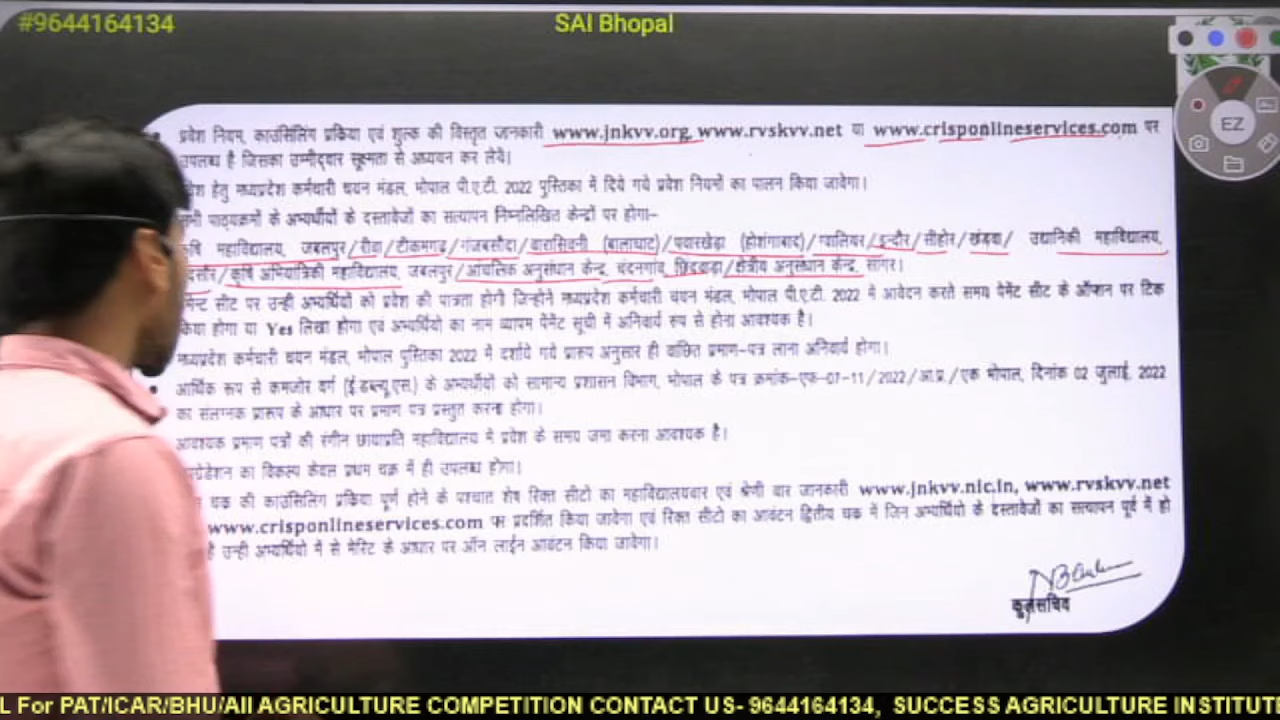 #9644164134
SAI Bhopal
EZ
प्रवेश नियम, काउंसिलिंग प्रक्रिया एवं शुल्क की विस्तृत जानकारी www.jnkvv.org, www.rvskvv.net या www.crisponlineservices.com पर
उपलब्ध है जिसका उम्मीदवार सूक्ष्मता से अध्ययन कर लेवें।
हेतु मध्यप्रदेश कर्मचारी चयन मंडल, भोपाल पी.ए.टी. 2022 पुस्तिका में दिये गये प्रवेश नियमों का पालन किया जावेगा।
पाठ्यक्रमों के अभ्यर्थीयों के दस्तावेजों का सत्यापन निम्नलिखित केन्द्रों पर होगा-
महाविद्यालय, जबलपुर/रीवा/टीकमगढ़/गंजबसौदा/वारासिवनी (बालाघाट)/पवारखेड़ा (होशंगाबाद)/ग्वालियर/इन्दौर/सीहोर/खंडवा/ उद्यानिकी महाविद्यालय,
/कृषि अभियांत्रिकी महाविद्यालय, जबलपुर/आंचलिक अनुसंधान केन्द्र, चंदनगांव, छिंदवाड़ा/क्षेत्रीय अनुसंधान केन्द्र, सागर।
सीट पर उन्ही अभ्यर्थियों को प्रवेश की पात्रता होगी जिन्होने मध्यप्रदेश कर्मचारी चयन मण्डल, भोपाल पी.ए.टी. 2022 में आवेदन करते समय पेमेंट सीट के ऑप्शन पर टिक
किया होगा या Yes लिखा होगा एवं अभ्यर्थियो का नाम व्यापम पेमेंट सूची में अनिवार्य रुप से होना आवश्यक है।
मध्यप्रदेश कर्मचारी चयन मंडल, भोपाल पुस्तिका 2022 में दर्शाये गये प्रारुप अनुसार ही वांछित प्रमाण-पत्र लाना अनिवार्य होगा।
आर्थिक रूप से कमजोर वर्ग (ई.डब्ल्यू.एस.) के अभ्यर्थीयों को सामान्य प्रशासन विभाग, भोपाल के पत्र क्रमांक-एफ-07-11/2022/आ.प्र./एक भोपाल, दिनांक 02 जुलाई, 2022
का संलग्नक प्रारूप के आधार पर प्रमाण पत्र प्रस्तुत करना होगा।
आवश्यक प्रमाण पत्रों की रंगीन छायाप्रति महाविद्यालय में प्रवेश के समय जमा करना आवश्यक है।
का विकल्प केवल प्रथम चक्र में ही उपलब्ध होगा।
चक्र की काउंसिलिंग प्रक्रिया पूर्ण होने के पश्चात शेष रिक्त सीटो का महाविद्यालयवार एवं श्रेणी वार जानकारी www.jnkvv.nic.in, www.rvskvv.net
www.crisponlineservices.com पर प्रदर्शित किया जावेगा एवं रिक्त सीटो का आवंटन द्वितीय चक्र में जिन अभ्यर्थियो के दस्तावेजों का सत्यापन पूर्व में हो
है उन्ही अभ्यर्थियो में से मेरिट के आधार पर ऑन लाईन आवंटन किया जावेगा।
कुलसचिव
L For PAT/ICAR/BHU/All AGRICULTURE COMPETITION CONTACT US- 9644164134, SUCCESS AGRICULTURE INSTITUT